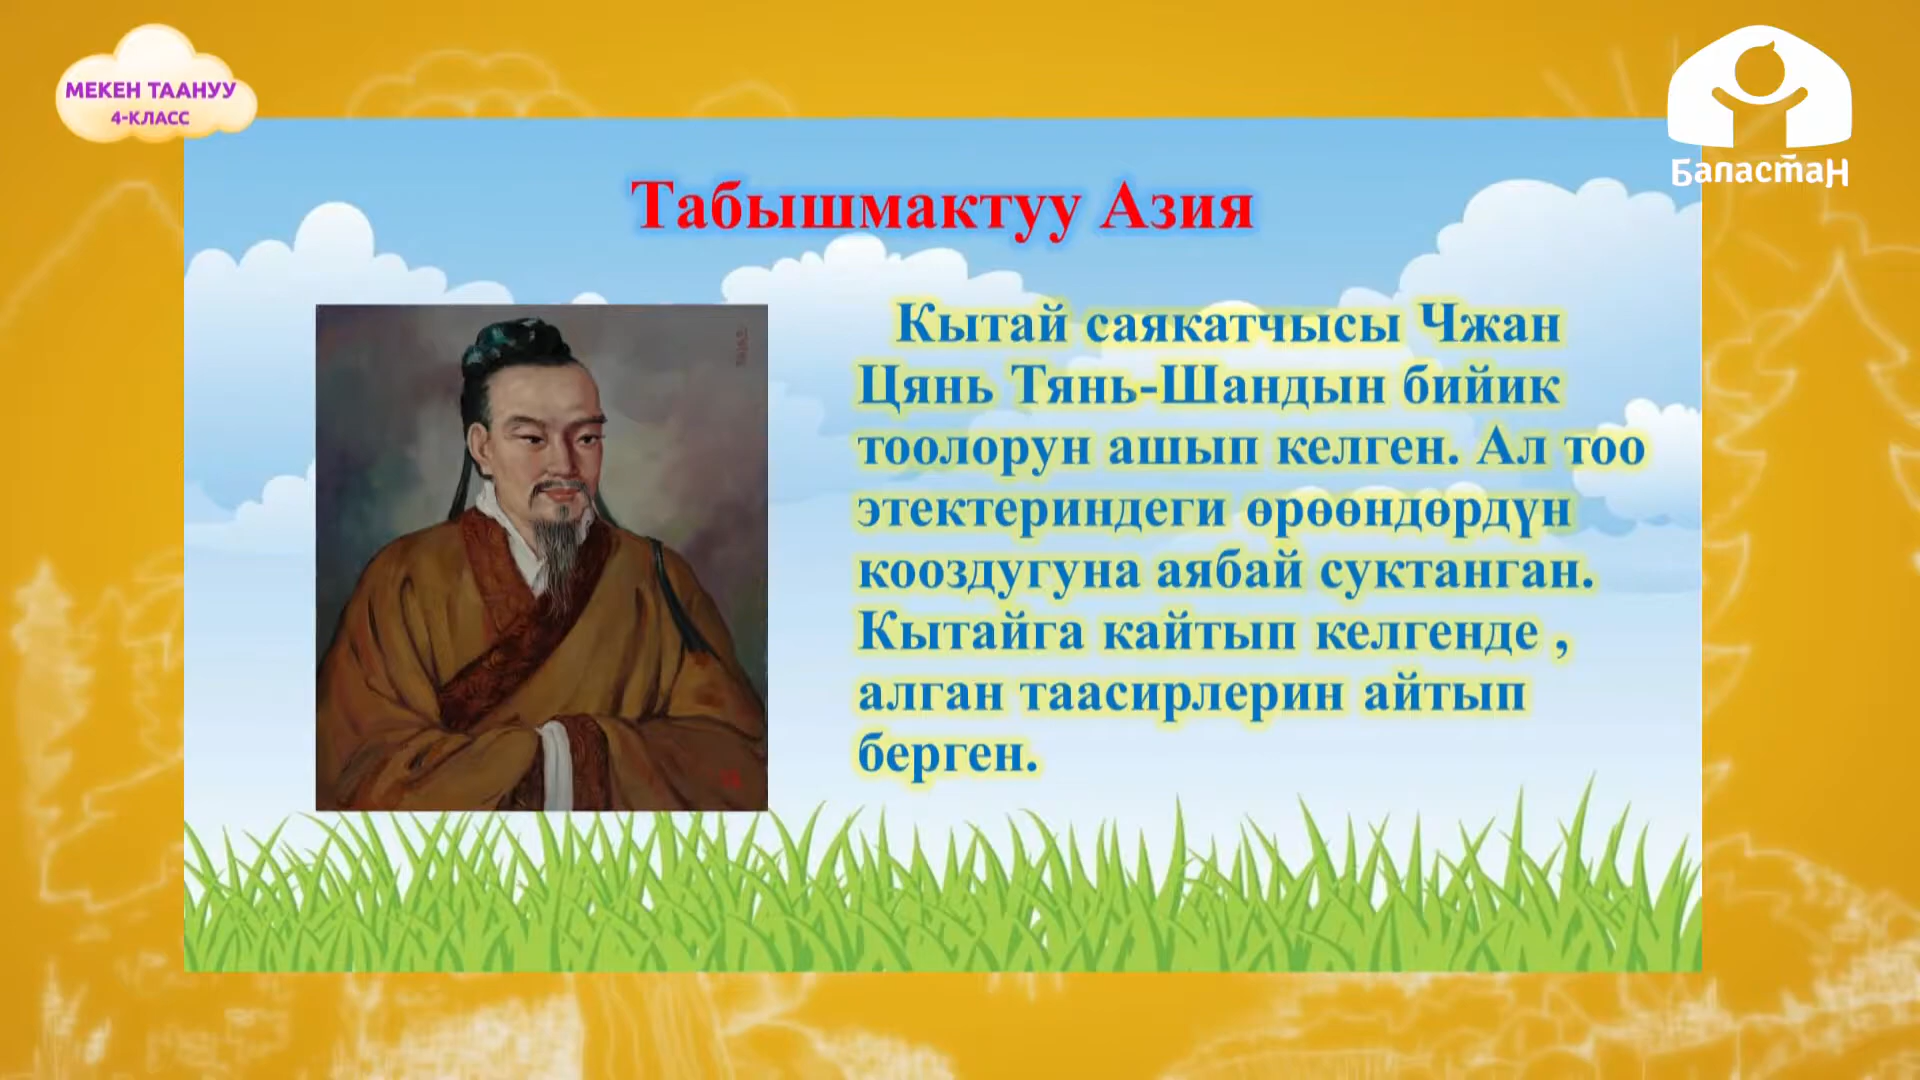 МЕКЕН ТААНУУ
4-КЛАСС
БаластаН
Табышмактуу Азия
Кытай саякатчысы Чжан
Цянь Тянь-Шандын бийик
тоолорун ашып келген. Ал тоо
этектериндеги өрөөндөрдүн
кооздугуна аябай суктанган.
Кытайга кайтып келгенде ,
алган таасирлерин айтып
берген.